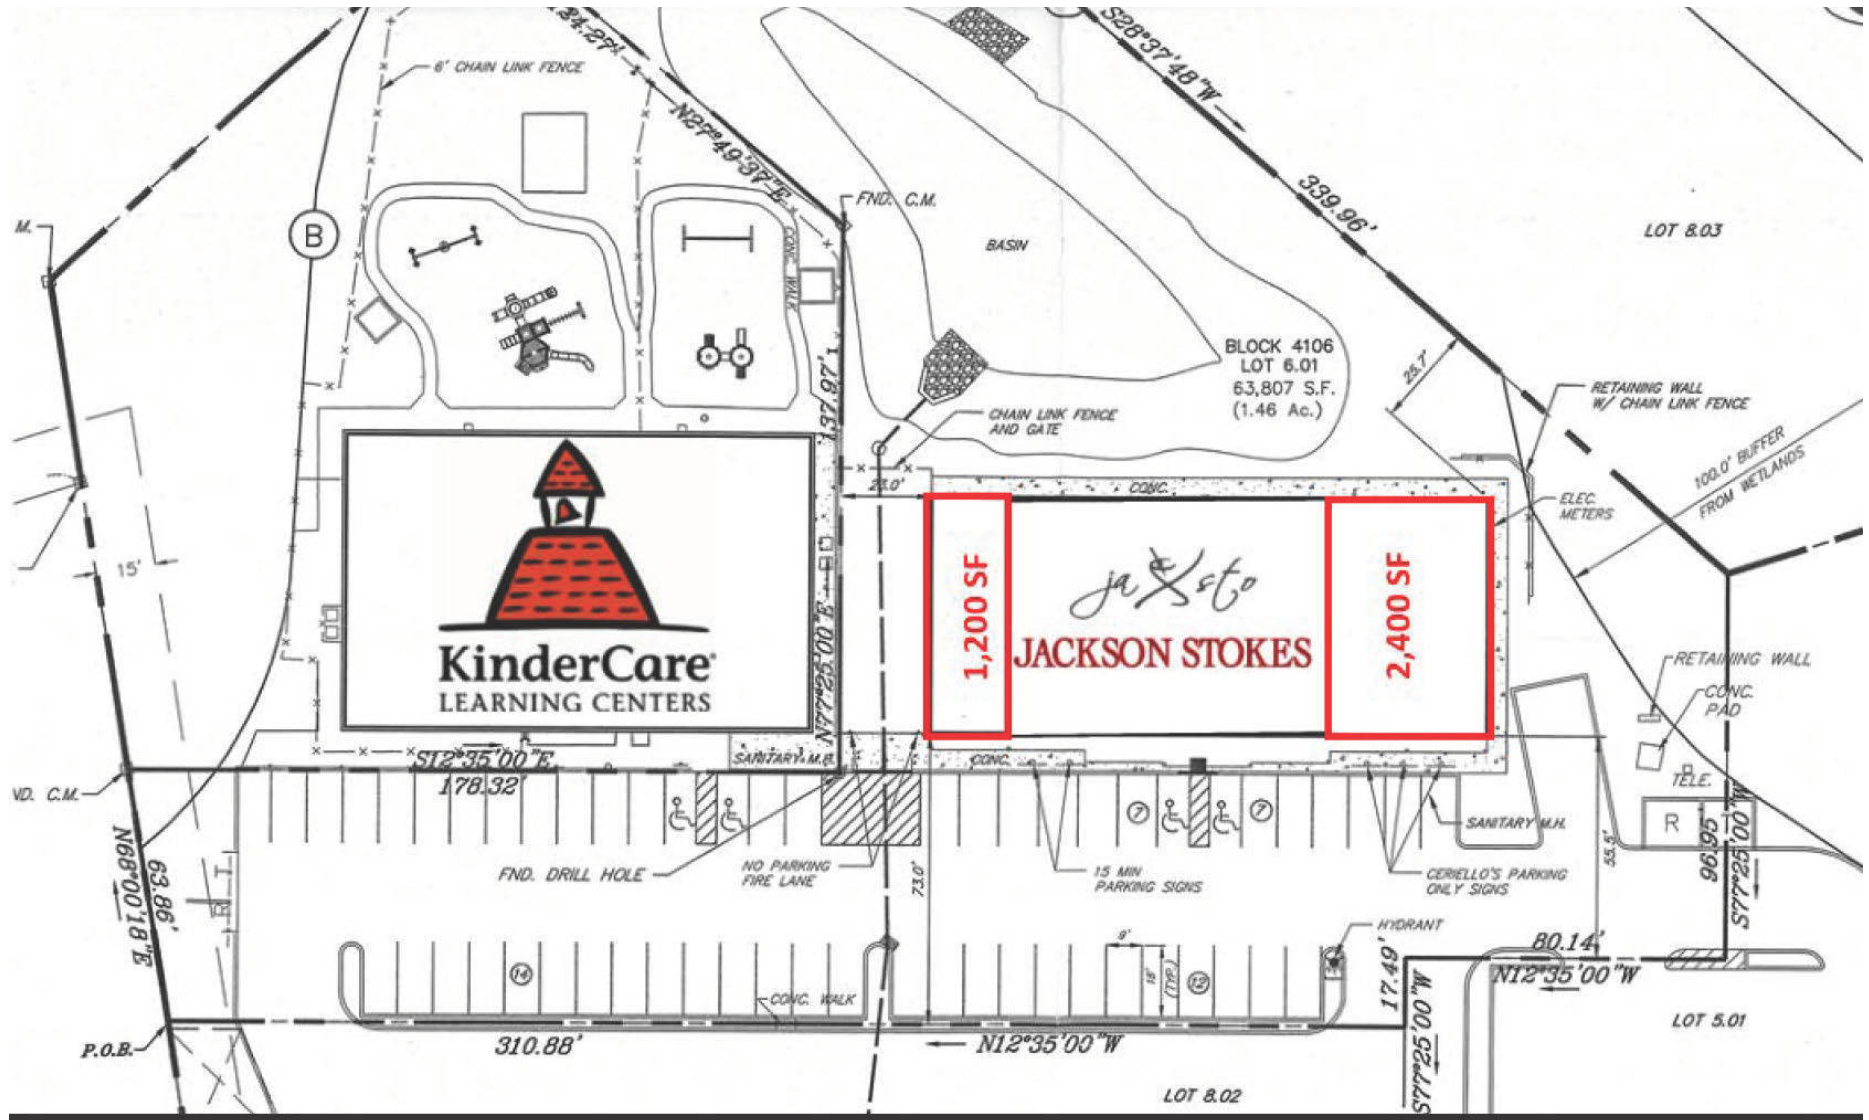 124.27'
S28°37'48"W
6' CHAIN LINK FENCE
N27°49'37"E
339.96'
FND. C.M.
M.
B
CONC. WALK
BASIN
LOT 8.03
BLOCK 4106
LOT 6.01
63,807 S.F.
(1.46 Ac.)
25.7'
RETAINING WALL
W/ CHAIN LINK FENCE
137.97'
CHAIN LINK FENCE
AND GATE
100.0' BUFFER
FROM WETLANDS
23.0'
CONC.
ELEC.
METERS
15'
1,200 SF
ja sto
JACKSON STOKES
2,400 SF
KinderCare
LEARNING CENTERS
N77°25'00"E
RETAINING WALL
CONC.
PAD
S12°35'00"E
178.32'
SANITARY M.H.
CONC.
TELE.
ND. C.M.
7
7
SANITARY M.H.
R
96.95
S77°25'00"W
N68°00'18"E
63.86'
FND. DRILL HOLE
NO PARKING
FIRE LANE
73.0'
15 MIN
PARKING SIGNS
CERIELLO'S PARKING
ONLY SIGNS
55.5'
T
R
HYDRANT
9'
18'
(TYP.)
14
12
CONC. WALK
17.49'
80.14'
N12°35'00"W
P.O.B.
310.88'
N12°35'00"W
S77°25'00"W
LOT 5.01
LOT 8.02